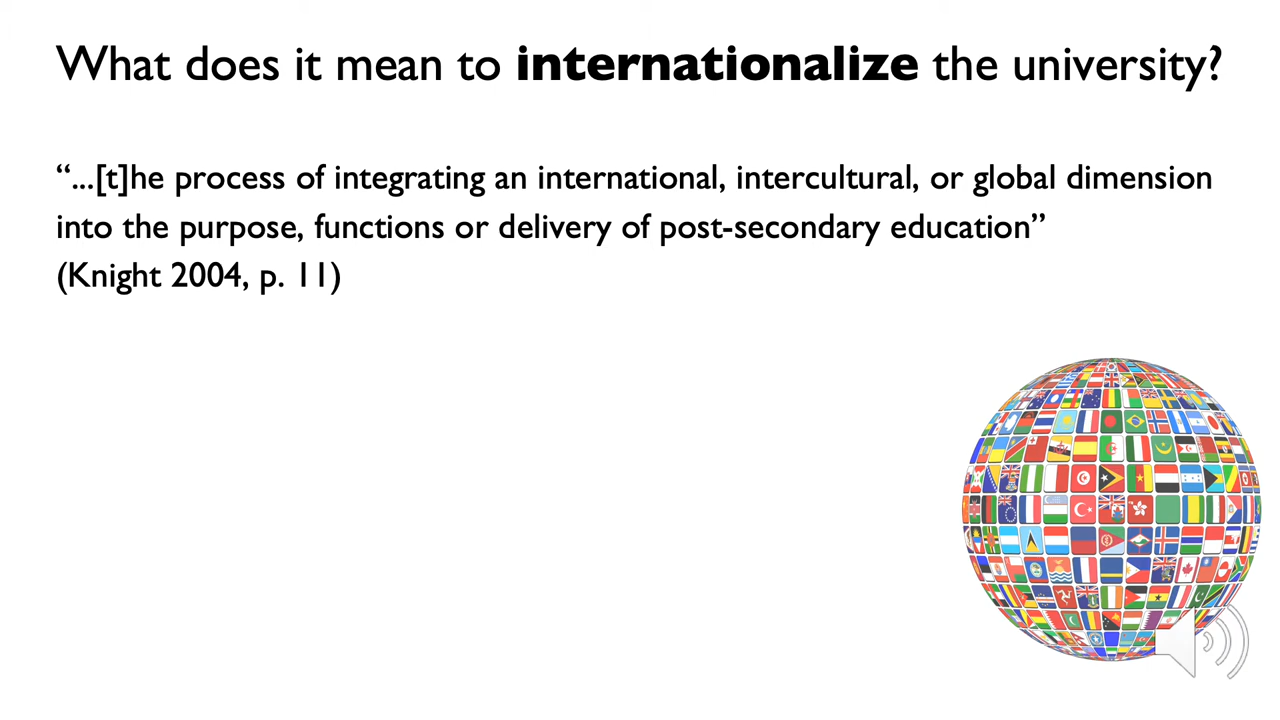 What does it mean to internationalize the university?
“...[t]he process of integrating an international, intercultural, or global dimension
into the purpose, functions or delivery of post-secondary education”
(Knight 2004, p. 11)